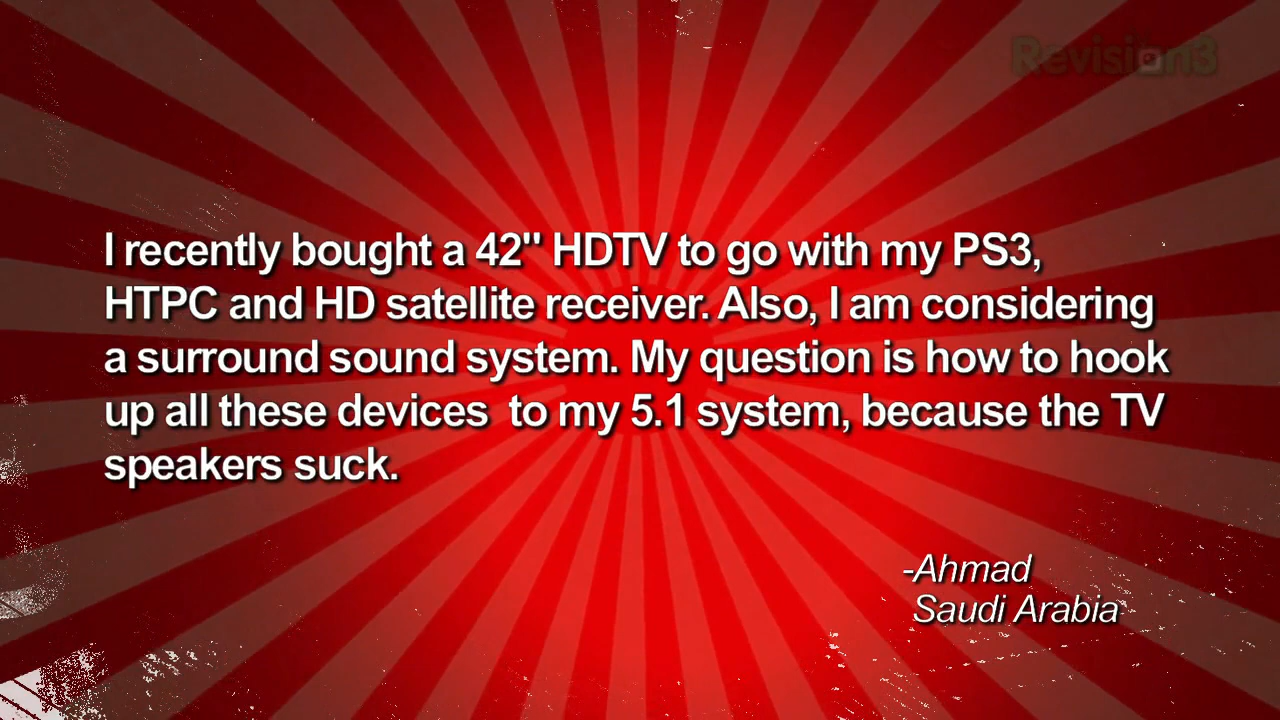 Revision3
I recently bought a 42" HDTV to go with my PS3,
HTPC and HD satellite receiver. Also, I am considering
a surround sound system. My question is how to hook
up all these devices  to my 5.1 system, because the TV
speakers suck.
-Ahmad
Saudi Arabia